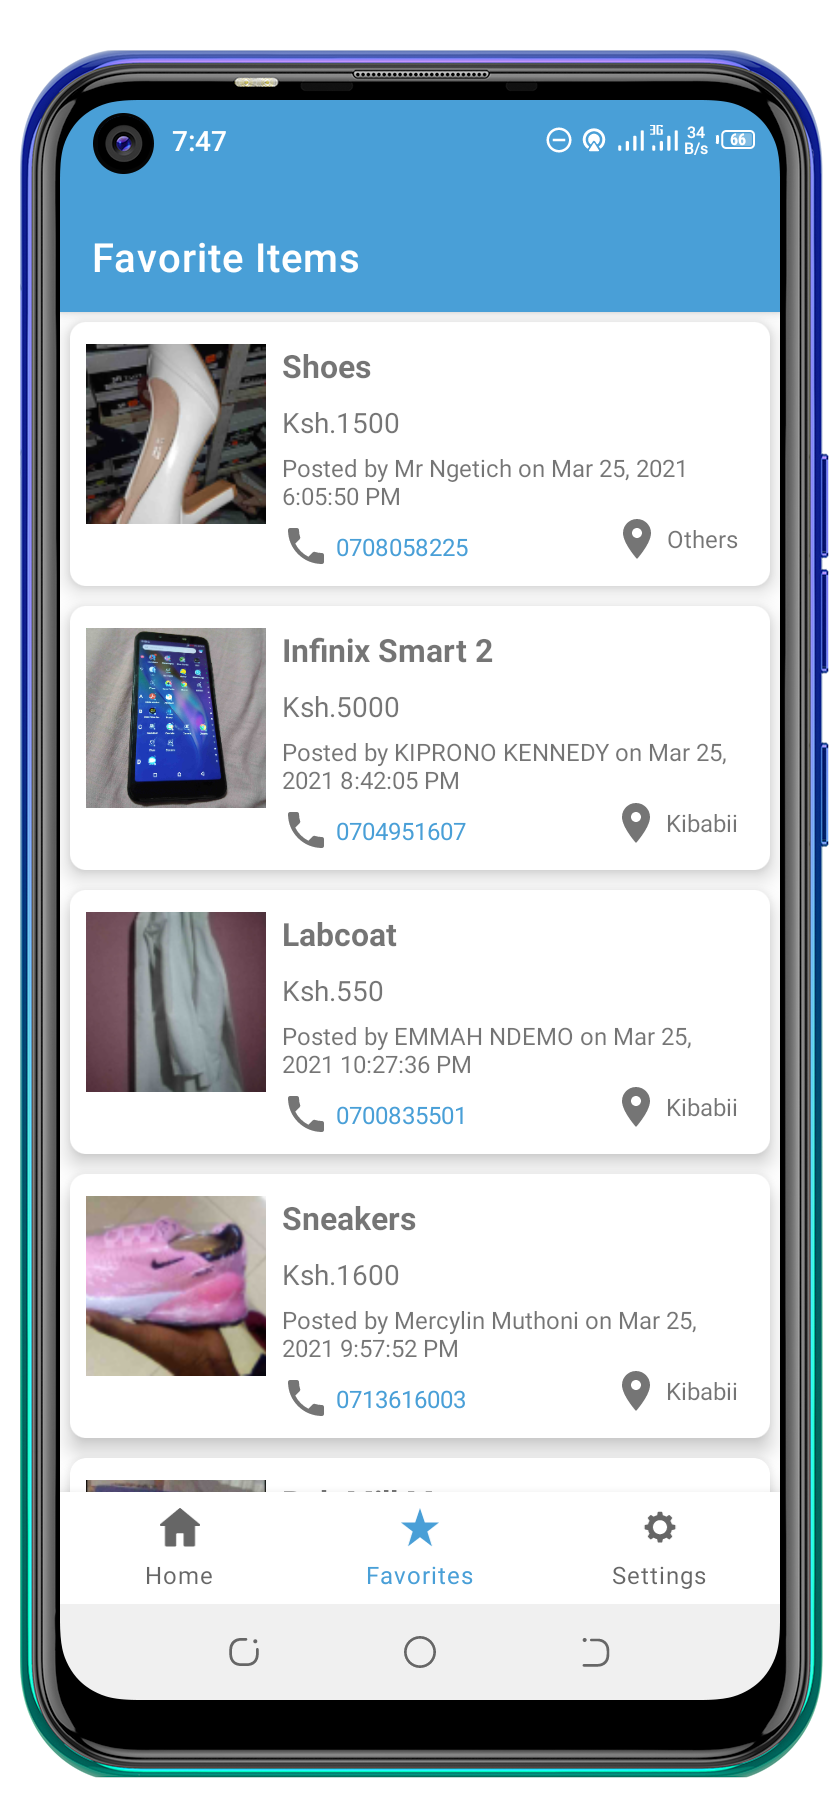 7:47
3G
34
B/s
66
Favorite Items
Shoes
Ksh.1500
Posted by Mr Ngetich on Mar 25, 2021
6:05:50 PM
0708058225
Others
Infinix Smart 2
Ksh.5000
Posted by KIPRONO KENNEDY on Mar 25,
2021 8:42:05 PM
0704951607
Kibabii
Labcoat
Ksh.550
Posted by EMMAH NDEMO on Mar 25,
2021 10:27:36 PM
0700835501
Kibabii
Sneakers
Ksh.1600
Posted by Mercylin Muthoni on Mar 25,
2021 9:57:52 PM
0713616003
Kibabii
Home
Favorites
Settings